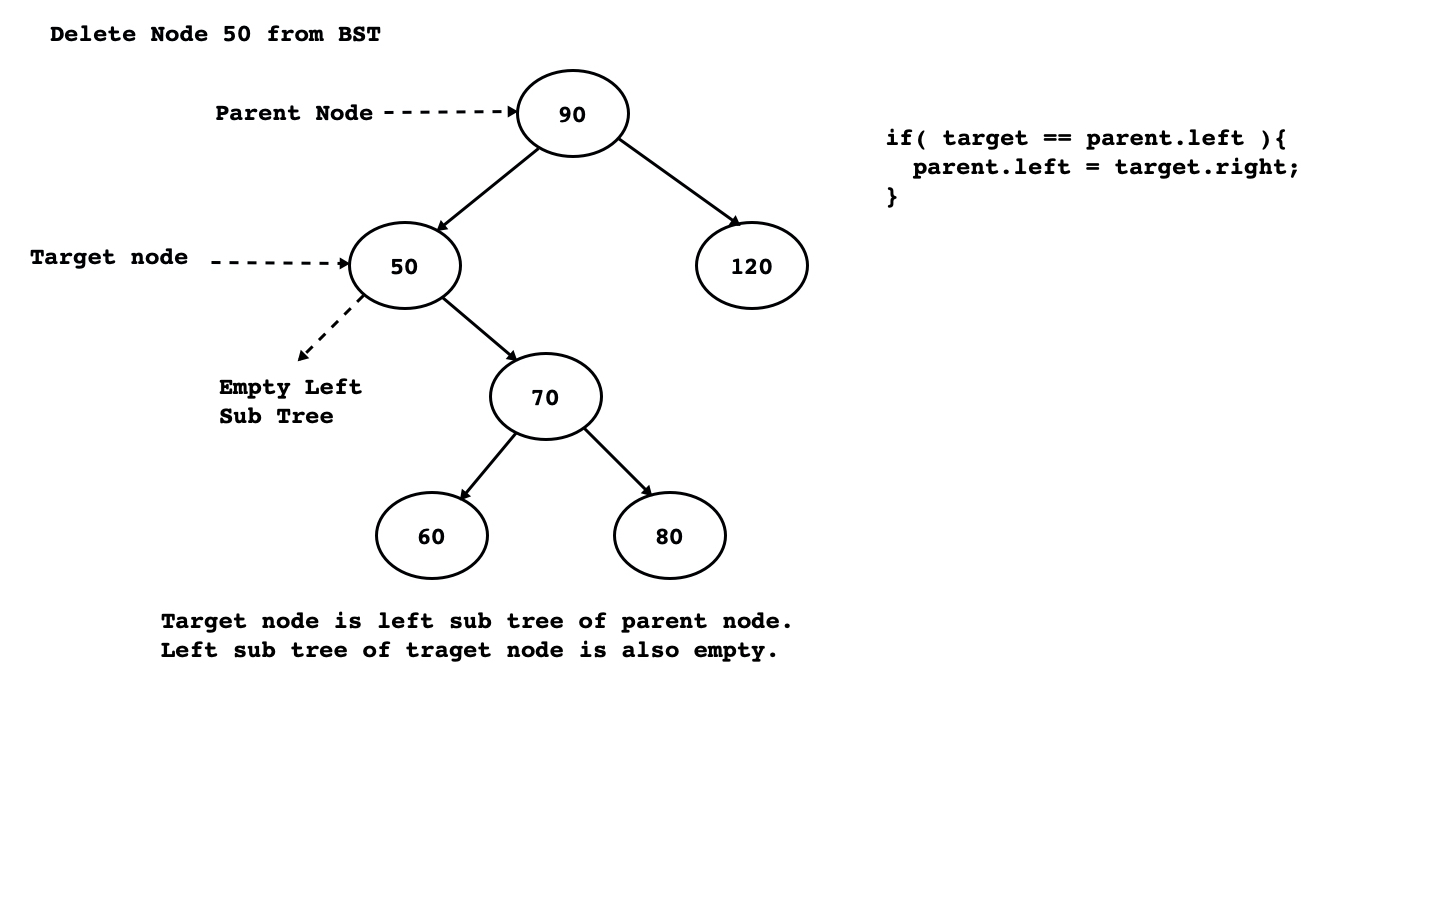 Delete Node 50 from BST
Parent Node
90
if( target == parent.left ){
parent.left = target.right;
}
Target node
50
120
Empty Left
Sub Tree
70
60
80
Target node is left sub tree of parent node.
Left sub tree of traget node is also empty.